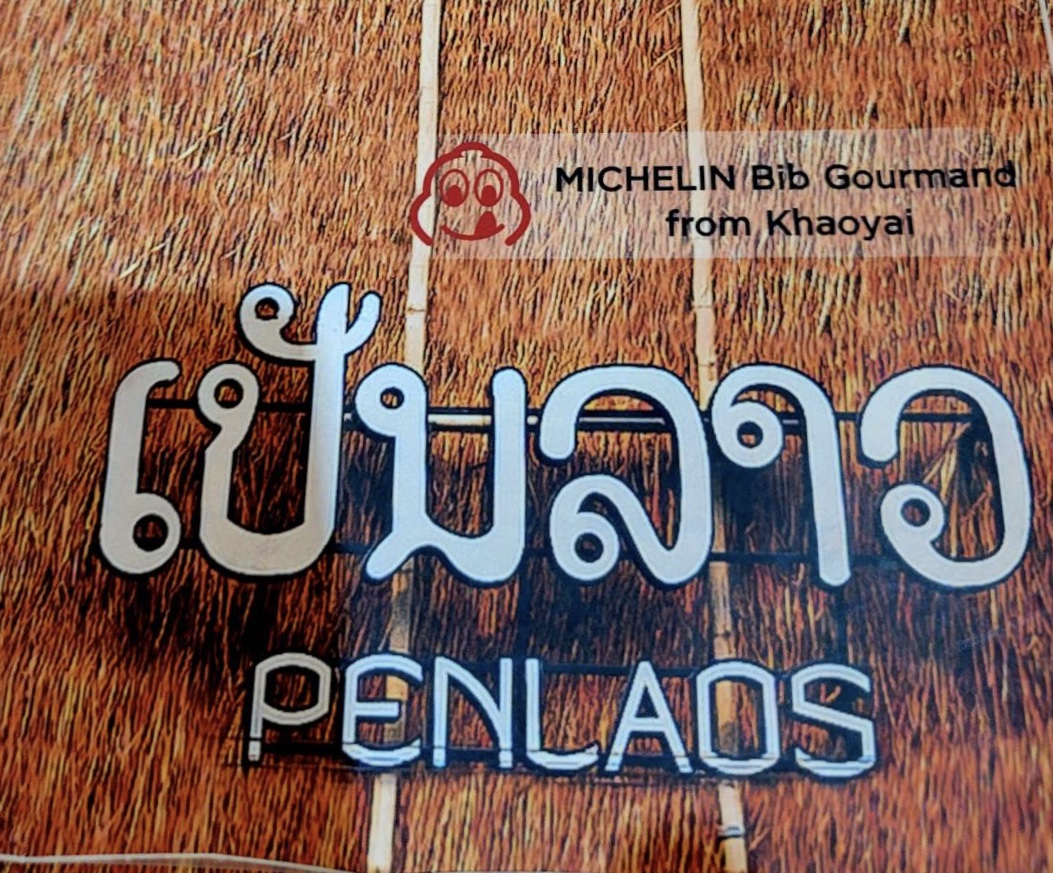 MICHELIN Bib Gourmand
from Khaoyai
ເປັນລາວ
PENLAOS